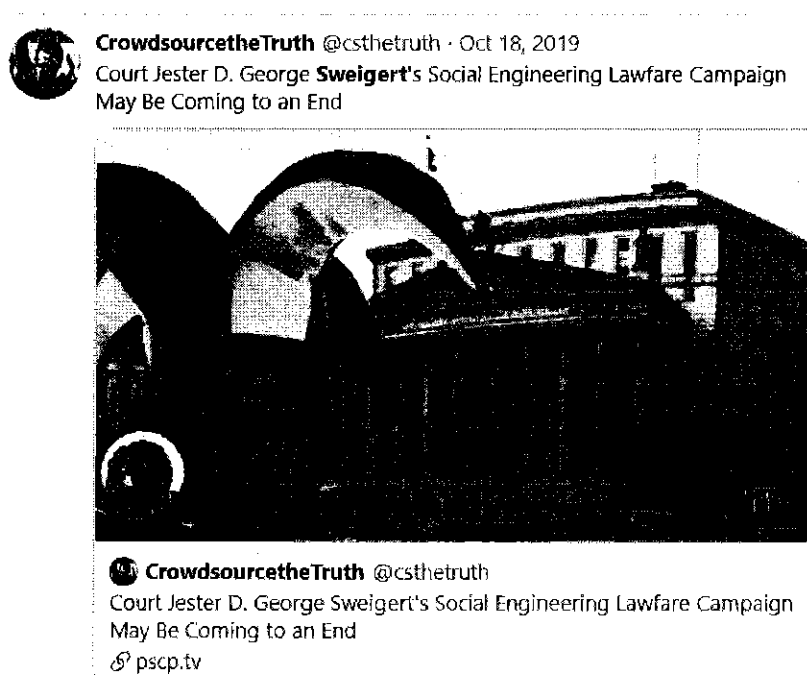 CrowdsourcetheTruth @csthetruth · Oct 18, 2019
Court Jester D. George Sweigert's Social Engineering Lawfare Campaign
May Be Coming to an End
CrowdsourcetheTruth @csthetruth
Court Jester D. George Sweigert's Social Engineering Lawfare Campaign
May Be Coming to an End
pscp.tv